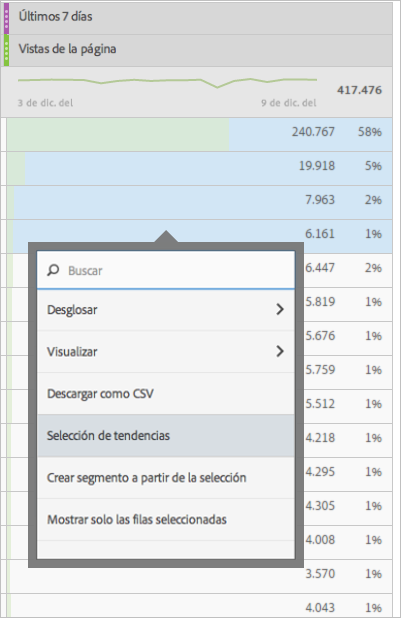 Últimos 7 días
Vistas de la página
417.476
3 de dic. del 9 de dic. del
240.767 58%
19.918 5%
7.963 2%
6.161 1%
Buscar 6.447 2%
Desglosar 5.819 1%
5.676 1%
Visualizar 5.759 1%
Descargar como CSV 5.512 1%
Selección de tendencias 4.218 1%
Crear segmento a partir de la selección 4.295 1%
4.305 1%
Mostrar solo las filas seleccionadas 4.008 1%
3.570 1%
4.043 1%